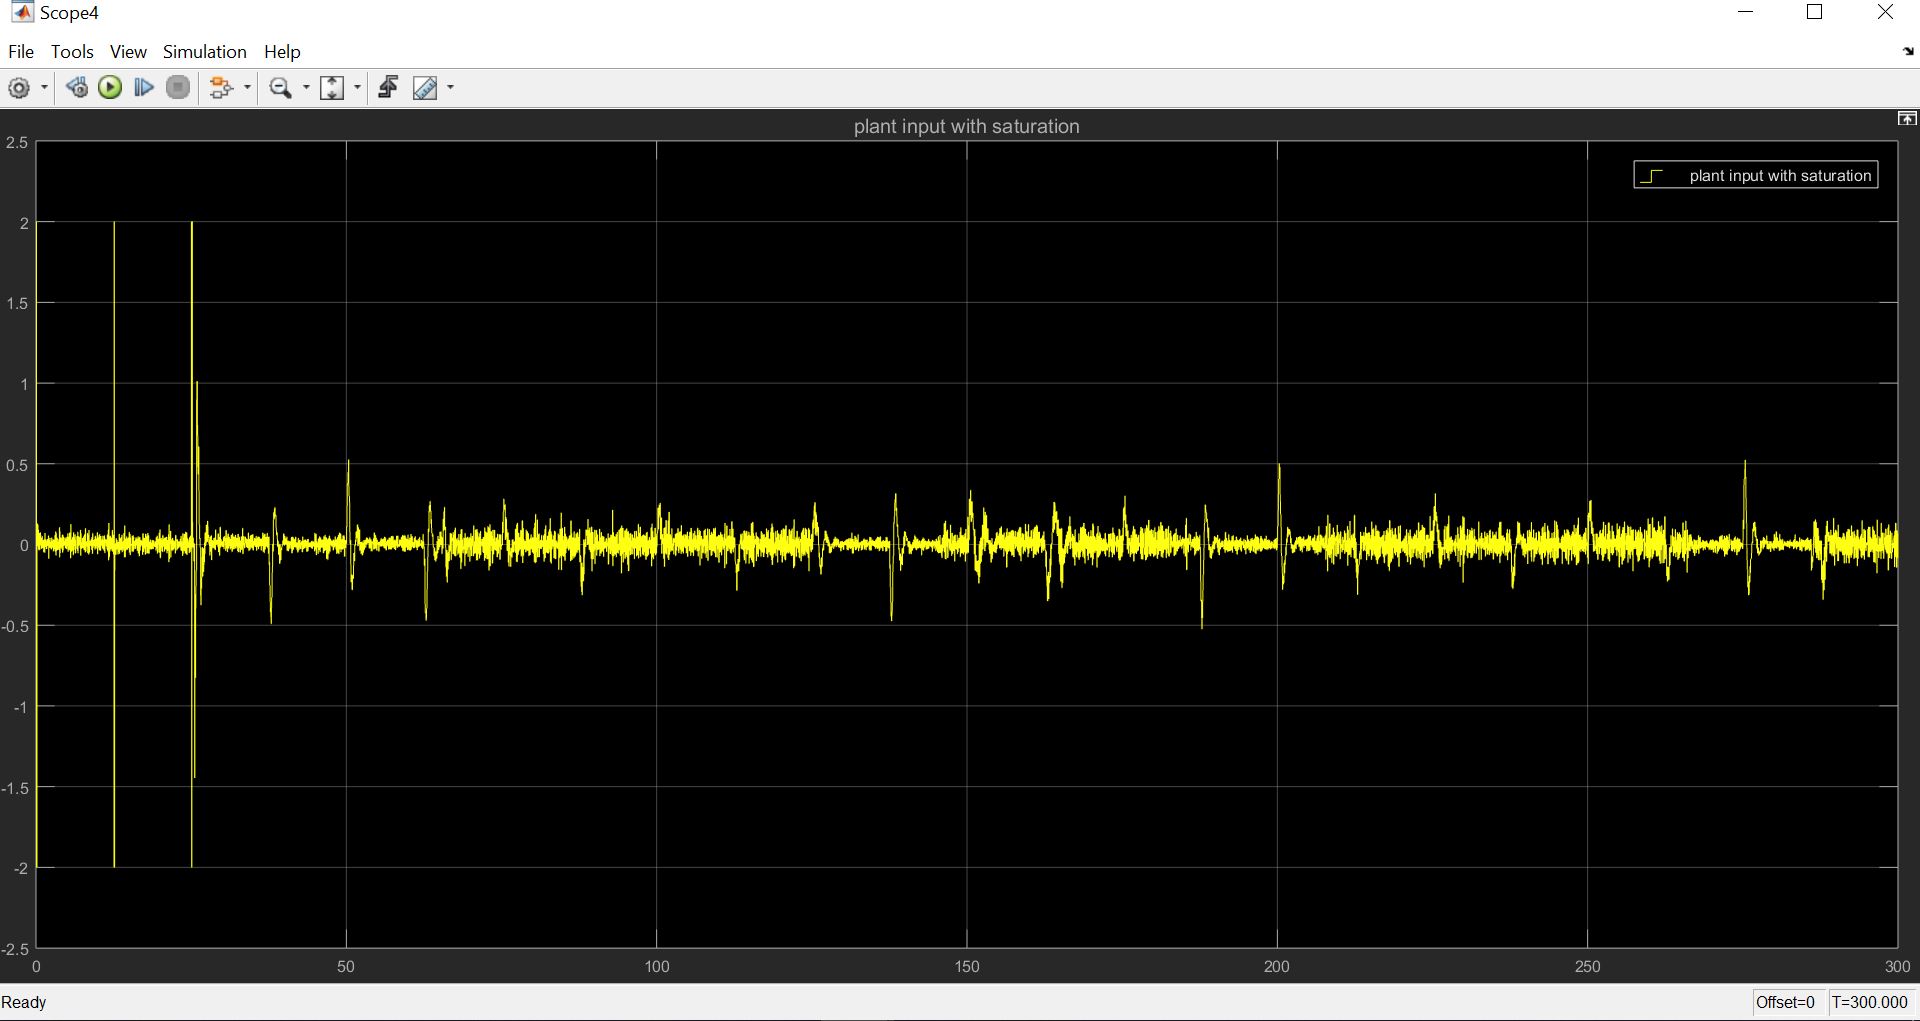 Scope4
File Tools View Simulation Help
plant input with saturation
plant input with saturation
2.5
2
1.5
1
0.5
0
-0.5
-1
-1.5
-2
-2.5
0 50 100 150 200 250 300
Ready Offset=0 T=300.000